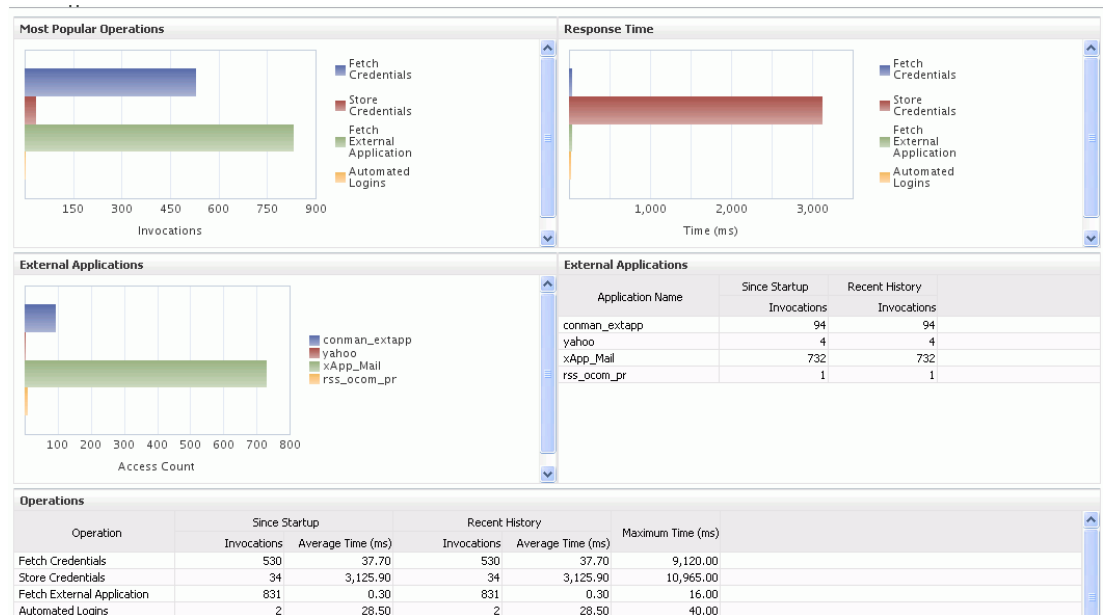 Most Popular Operations
Fetch
Credentials
Store
Credentials
Fetch
External
Application
Automated
Logins
150 300 450 600 750 900
Invocations
Response Time
Fetch
Credentials
Store
Credentials
Fetch
External
Application
Automated
Logins
1,000 2,000 3,000
Time (ms)
External Applications
conman_extapp
yahoo
xApp_Mail
rss_ocom_pr
100 200 300 400 500 600 700 800
Access Count
External Applications
Application Name Since Startup Recent History
Invocations Invocations
conman_extapp 94 94
yahoo 4 4
xApp_Mail 732 732
rss_ocom_pr 1 1
Operations
Operation Since Startup Recent History Maximum Time (ms)
Invocations Average Time (ms) Invocations Average Time (ms)
Fetch Credentials 530 37.70 530 37.70 9,120.00
Store Credentials 34 3,125.90 34 3,125.90 10,965.00
Fetch External Application 831 0.30 831 0.30 16.00
Automated Logins 2 28.50 2 28.50 40.00